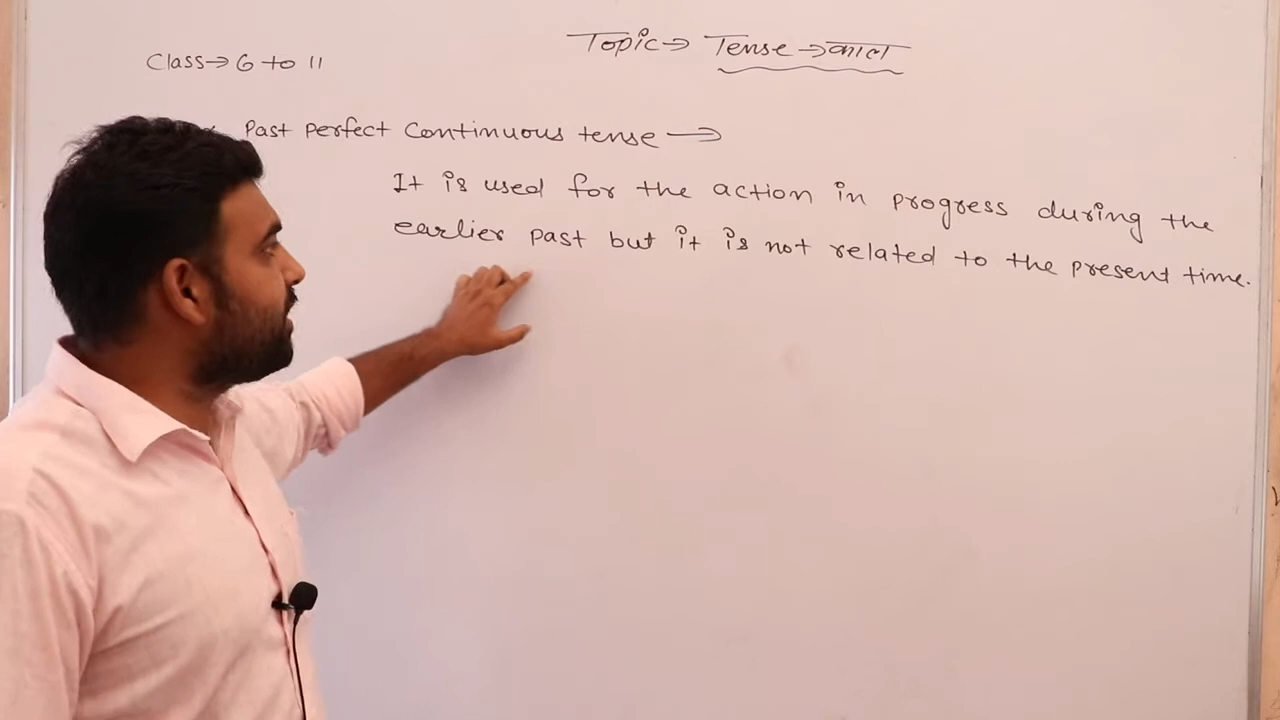 Topic→ Tense→काल
Class→ 6 to 11
Past perfect Continuous tense →
It is used for the action in progress during the
earlier past but it is not related to the present time.